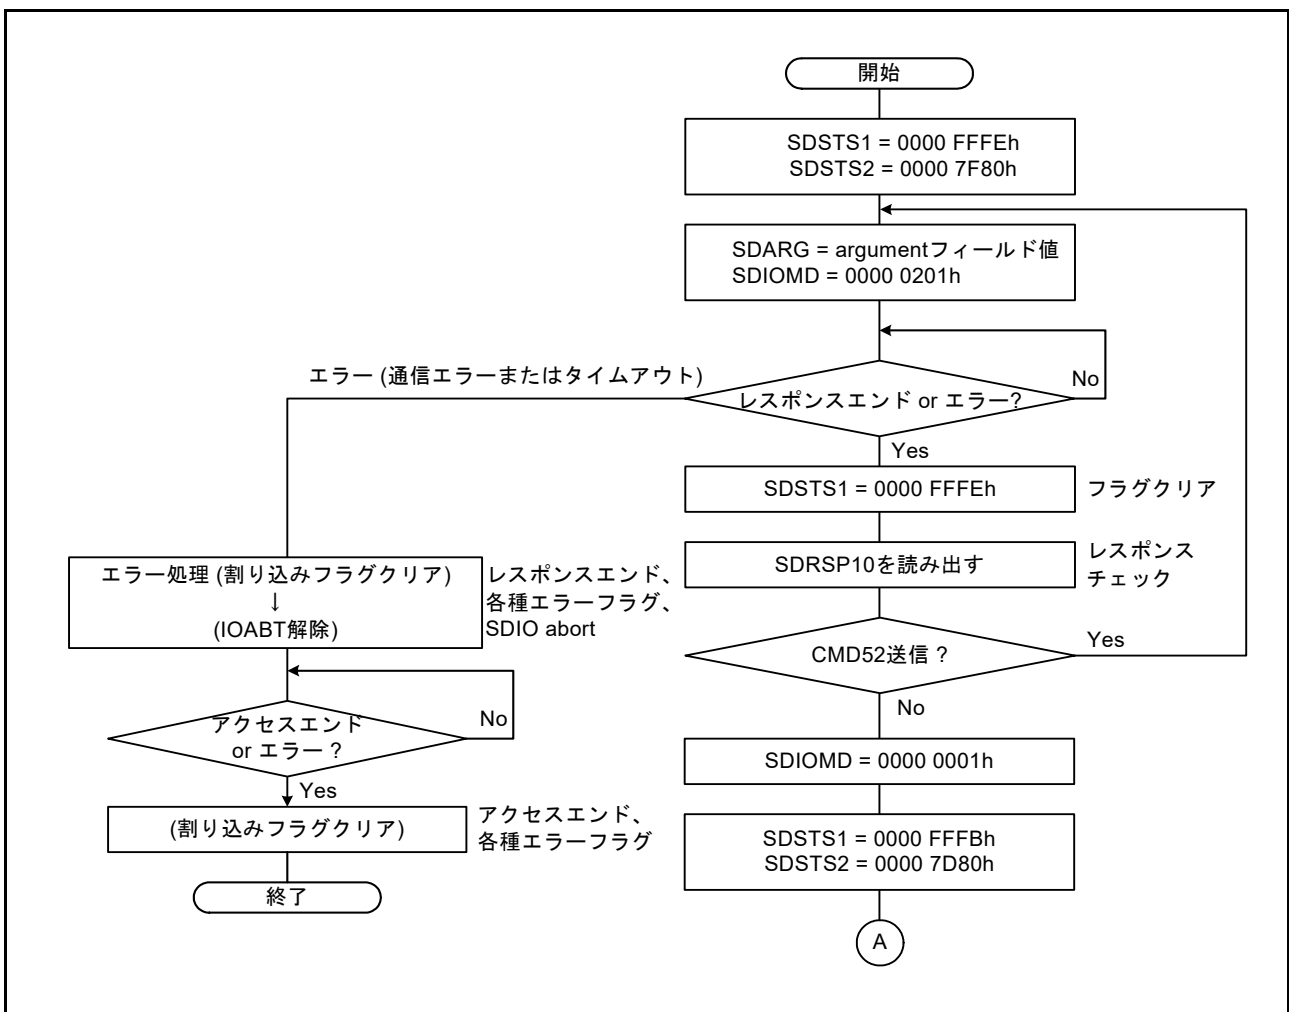 開始
SDSTS1 = 0000 FFFEh
SDSTS2 = 0000 7F80h
SDARG = argumentフィールド値
SDIOMD = 0000 0201h
エラー (通信エラーまたはタイムアウト)
レスポンスエンド or エラー?
No
Yes
SDSTS1 = 0000 FFFEh
フラグクリア
SDRSP10を読み出す
レスポンス
チェック
CMD52送信 ?
Yes
No
SDIOMD = 0000 0001h
SDSTS1 = 0000 FFFBh
SDSTS2 = 0000 7D80h
A
エラー処理 (割り込みフラグクリア)
↓
(IOABT解除)
レスポンスエンド、
各種エラーフラグ、
SDIO abort
アクセスエンド
or エラー ?
No
Yes
(割り込みフラグクリア)
アクセスエンド、
各種エラーフラグ
終了